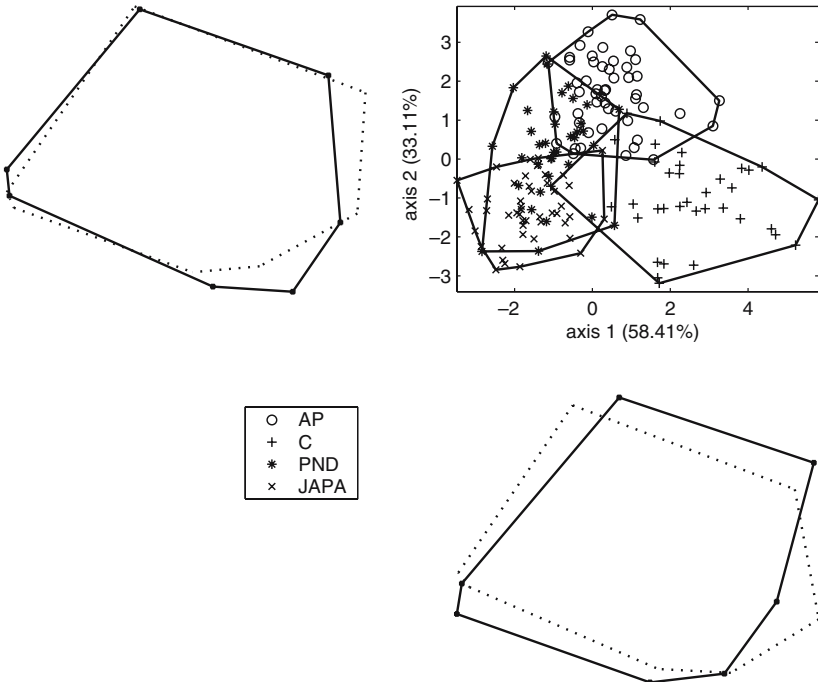 3
2
1
0
−1
−2
−3
axis 2 (33.11%)
−2
0
2
4
axis 1 (58.41%)
AP
C
PND
JAPA